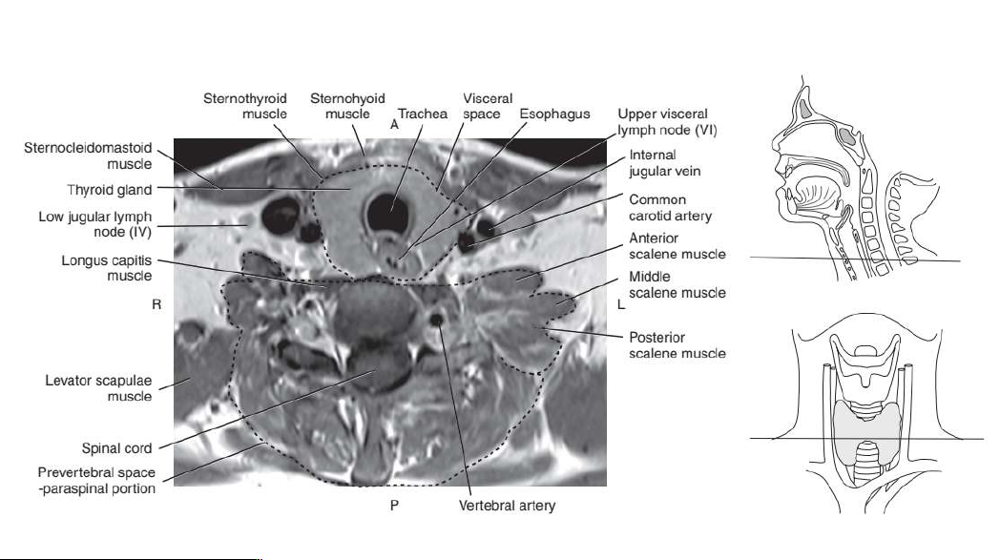 Sternothyroid
muscle
Sternohyoid
muscle
A
Trachea
Visceral
space
Esophagus
Upper visceral
lymph node (VI)
Internal
jugular vein
Common
carotid artery
Anterior
scalene muscle
Middle
scalene muscle
L
Posterior
scalene muscle
Sternocleidomastoid
muscle
Thyroid gland
Low jugular lymph
node (IV)
Longus capitis
muscle
R
Levator scapulae
muscle
Spinal cord
Prevertebral space
-paraspinal portion
P
Vertebral artery